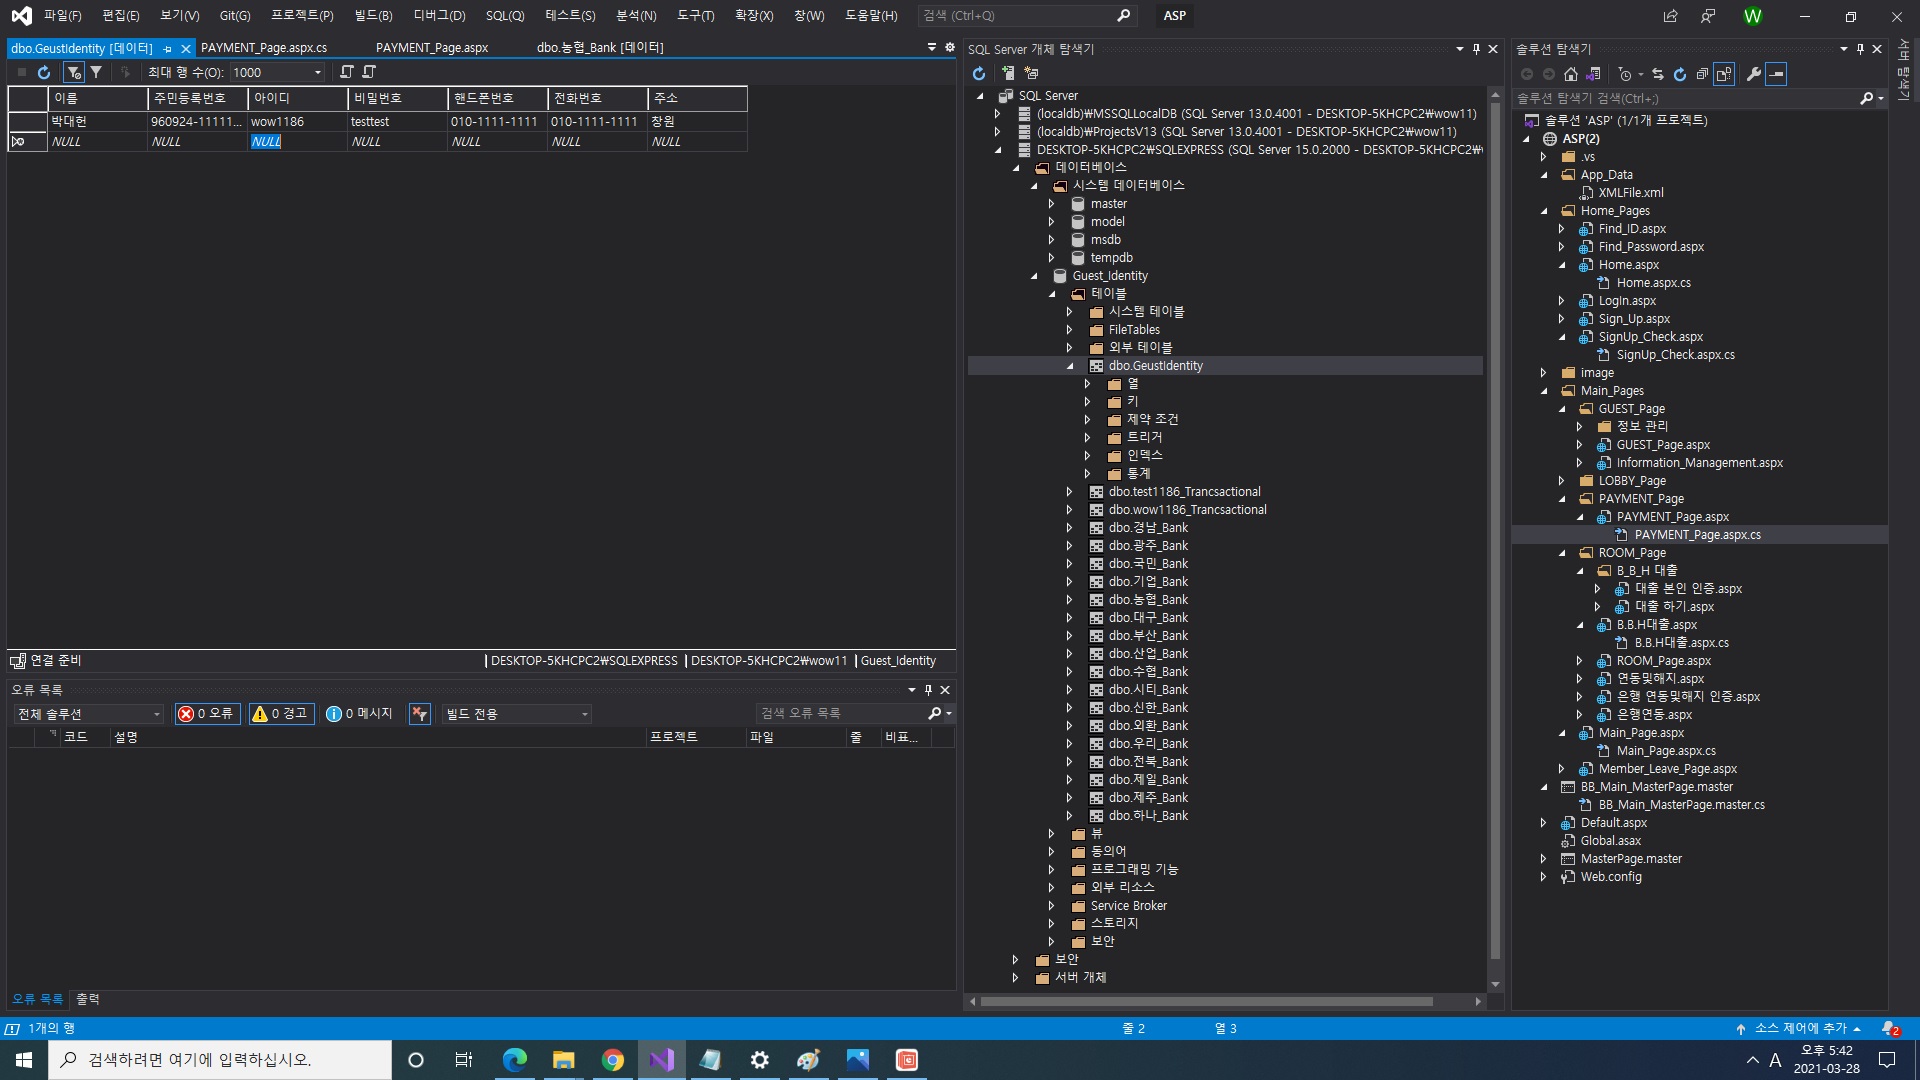 파일(F) 편집(E) 보기(V) Git(G) 프로젝트(P) 빌드(B) 디버그(D) SQL(Q) 테스트(S) 분석(N) 도구(T) 확장(X) 창(W) 도움말(H) 검색 (Ctrl+Q) ASP W
dbo.GeustIdentity [데이터] PAYMENT_Page.aspx.cs PAYMENT_Page.aspx dbo.농협_Bank [데이터]
최대 행 수(O): 1000
이름 주민등록번호 아이디 비밀번호 핸드폰번호 전화번호 주소
박대헌 960924-11111... wow1186 testtest 010-1111-1111 010-1111-1111 창원
NULL NULL NULL NULL NULL NULL NULL
연결 준비 DESKTOP-5KHCPC2₩SQLEXPRESS DESKTOP-5KHCPC2₩wow11 Guest_Identity
오류 목록
전체 솔루션 0 오류 0 경고 0 메시지 빌드 전용 검색 오류 목록
코드 설명 프로젝트 파일 줄 비표...
오류 목록 출력
SQL Server 개체 탐색기
SQL Server
(localdb)₩MSSQLLocalDB (SQL Server 13.0.4001 - DESKTOP-5KHCPC2₩wow11)
(localdb)₩ProjectsV13 (SQL Server 13.0.4001 - DESKTOP-5KHCPC2₩wow11)
DESKTOP-5KHCPC2₩SQLEXPRESS (SQL Server 15.0.2000 - DESKTOP-5KHCPC2₩
데이터베이스
시스템 데이터베이스
master
model
msdb
tempdb
Guest_Identity
테이블
시스템 테이블
FileTables
외부 테이블
dbo.GeustIdentity
열
키
제약 조건
트리거
인덱스
통계
dbo.test1186_Trancsactional
dbo.wow1186_Trancsactional
dbo.경남_Bank
dbo.광주_Bank
dbo.국민_Bank
dbo.기업_Bank
dbo.농협_Bank
dbo.대구_Bank
dbo.부산_Bank
dbo.산업_Bank
dbo.수협_Bank
dbo.시티_Bank
dbo.신한_Bank
dbo.외환_Bank
dbo.우리_Bank
dbo.전북_Bank
dbo.제일_Bank
dbo.제주_Bank
dbo.하나_Bank
뷰
동의어
프로그래밍 기능
외부 리소스
Service Broker
스토리지
보안
보안
서버 개체
솔루션 탐색기
솔루션 탐색기 검색(Ctrl+;)
솔루션 'ASP' (1/1개 프로젝트)
ASP(2)
.vs
App_Data
XMLFile.xml
Home_Pages
Find_ID.aspx
Find_Password.aspx
Home.aspx
Home.aspx.cs
LogIn.aspx
Sign_Up.aspx
SignUp_Check.aspx
SignUp_Check.aspx.cs
image
Main_Pages
GUEST_Page
정보 관리
GUEST_Page.aspx
Information_Management.aspx
LOBBY_Page
PAYMENT_Page
PAYMENT_Page.aspx
PAYMENT_Page.aspx.cs
ROOM_Page
B_B_H 대출
대출 본인 인증.aspx
대출 하기.aspx
B.B.H대출.aspx
B.B.H대출.aspx.cs
ROOM_Page.aspx
연동및해지.aspx
은행 연동및해지 인증.aspx
은행연동.aspx
Main_Page.aspx
Main_Page.aspx.cs
Member_Leave_Page.aspx
BB_Main_MasterPage.master
BB_Main_MasterPage.master.cs
Default.aspx
Global.asax
MasterPage.master
Web.config
서버 탐색기
1개의 행 줄 2 열 3 소스 제어에 추가 2
검색하려면 여기에 입력하십시오. A 오후 5:42
2021-03-28